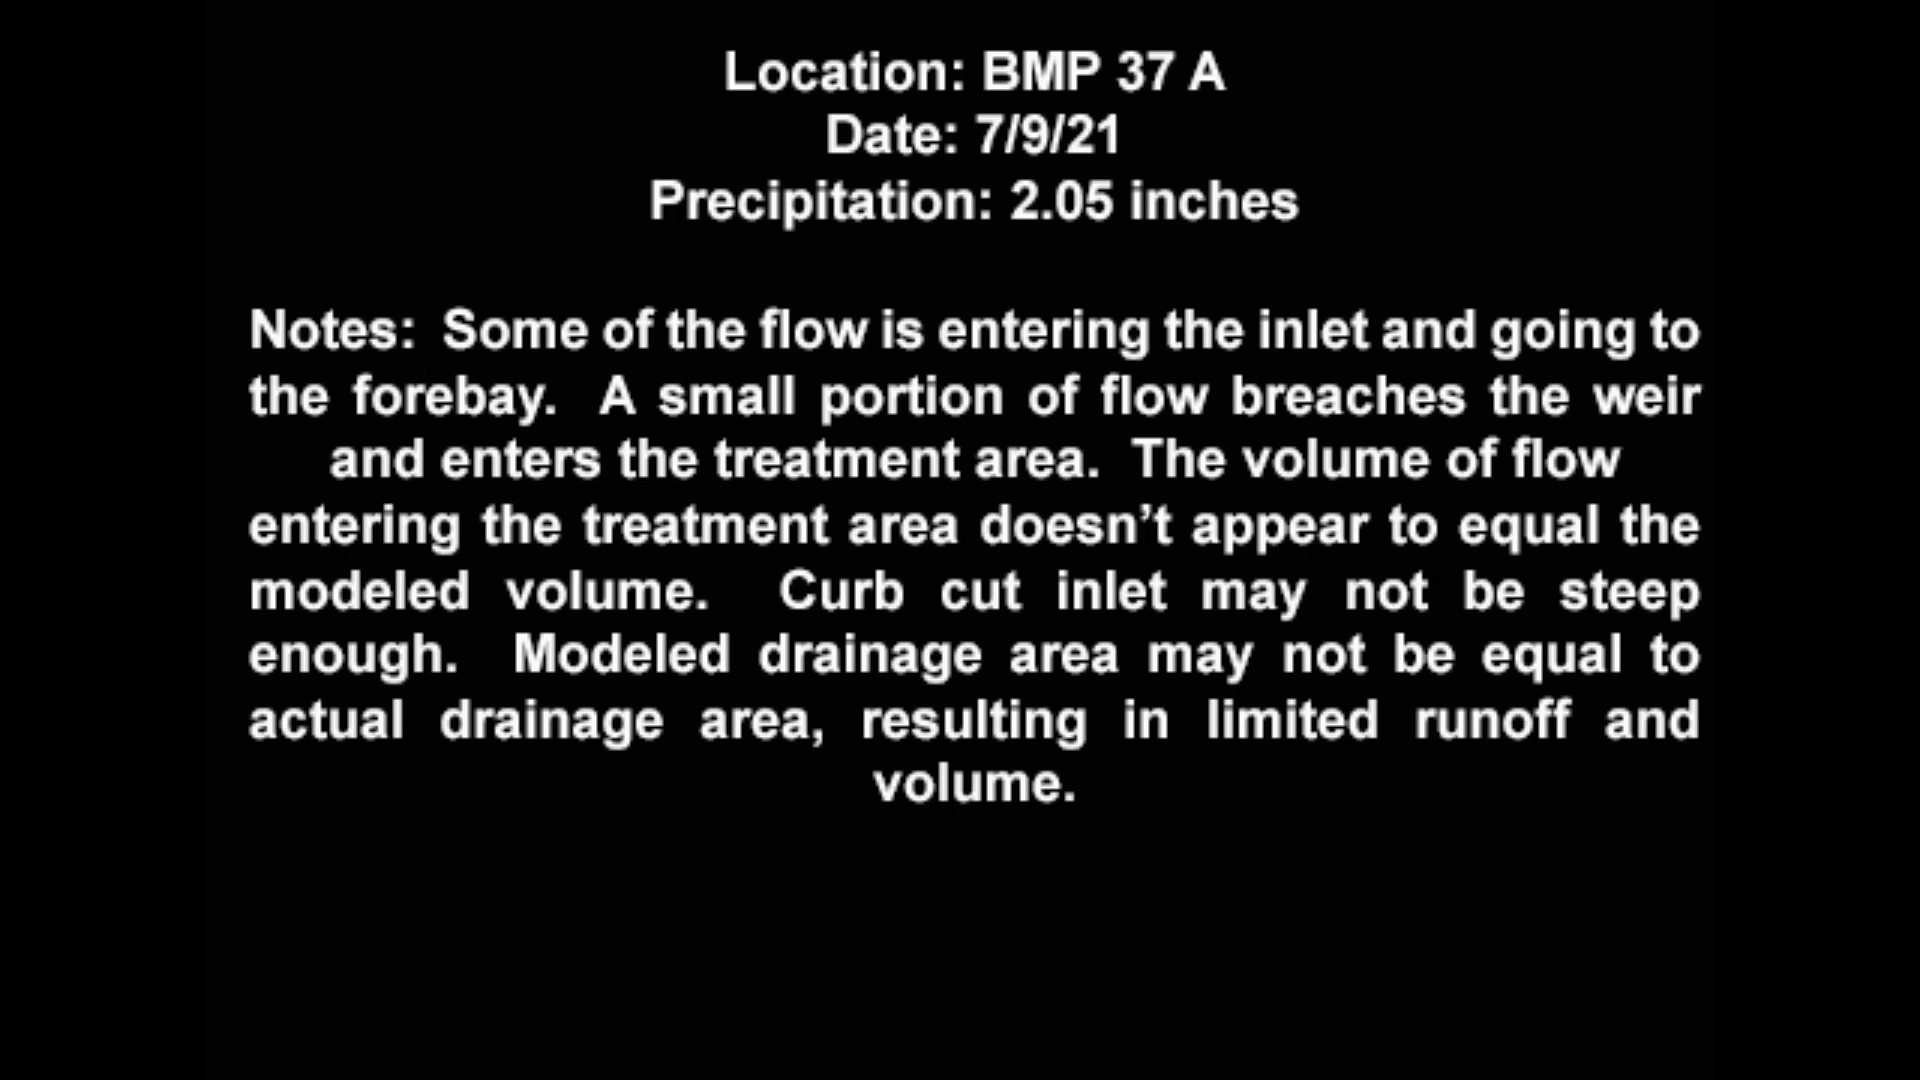 Location: BMP 37 A
Date: 7/9/21
Precipitation: 2.05 inches
Notes:  Some of the flow is entering the inlet and going to
the forebay.  A small portion of flow breaches the weir
and enters the treatment area.  The volume of flow
entering the treatment area doesn’t appear to equal the
modeled volume.  Curb cut inlet may not be steep
enough.  Modeled drainage area may not be equal to
actual drainage area, resulting in limited runoff and
volume.